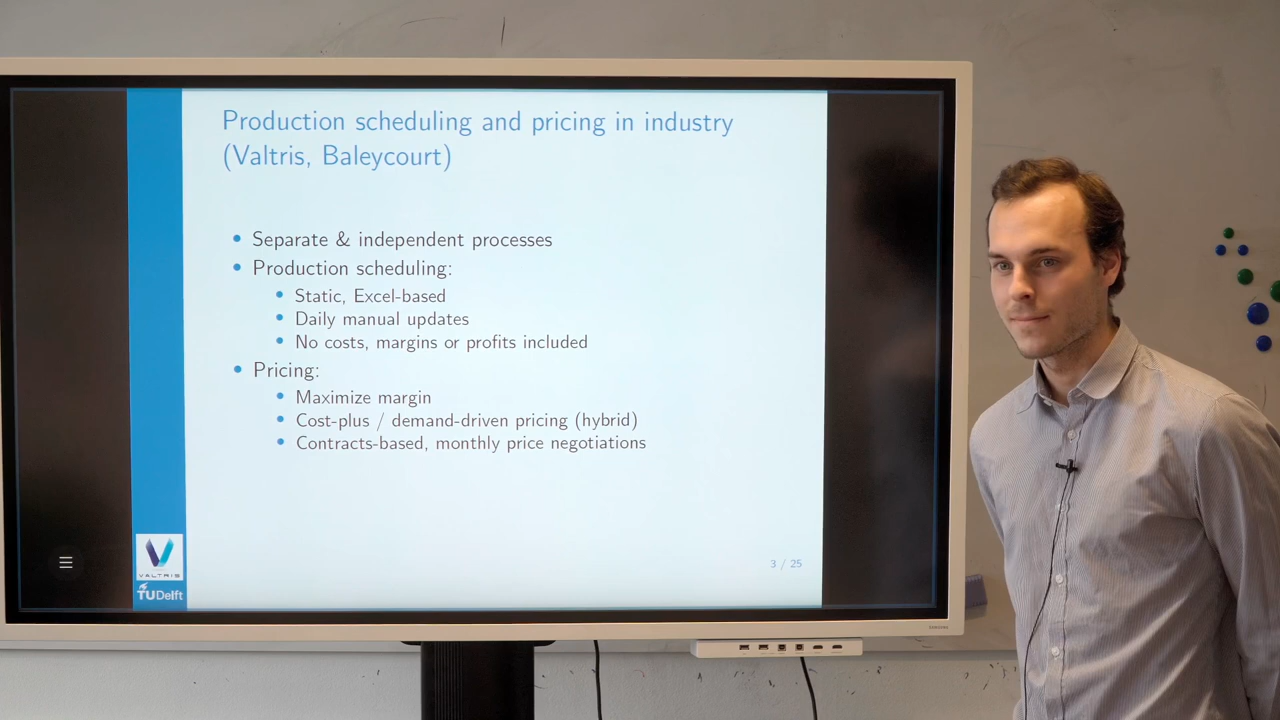 Production scheduling and pricing in industry
(Valtris, Baleycourt)
• Separate & independent processes
• Production scheduling:
• Static, Excel-based
• Daily manual updates
• No costs, margins or profits included
• Pricing:
• Maximize margin
• Cost-plus / demand-driven pricing (hybrid)
• Contracts-based, monthly price negotiations
VALTRIS
TUDelft
3 / 25
SAMSUNG